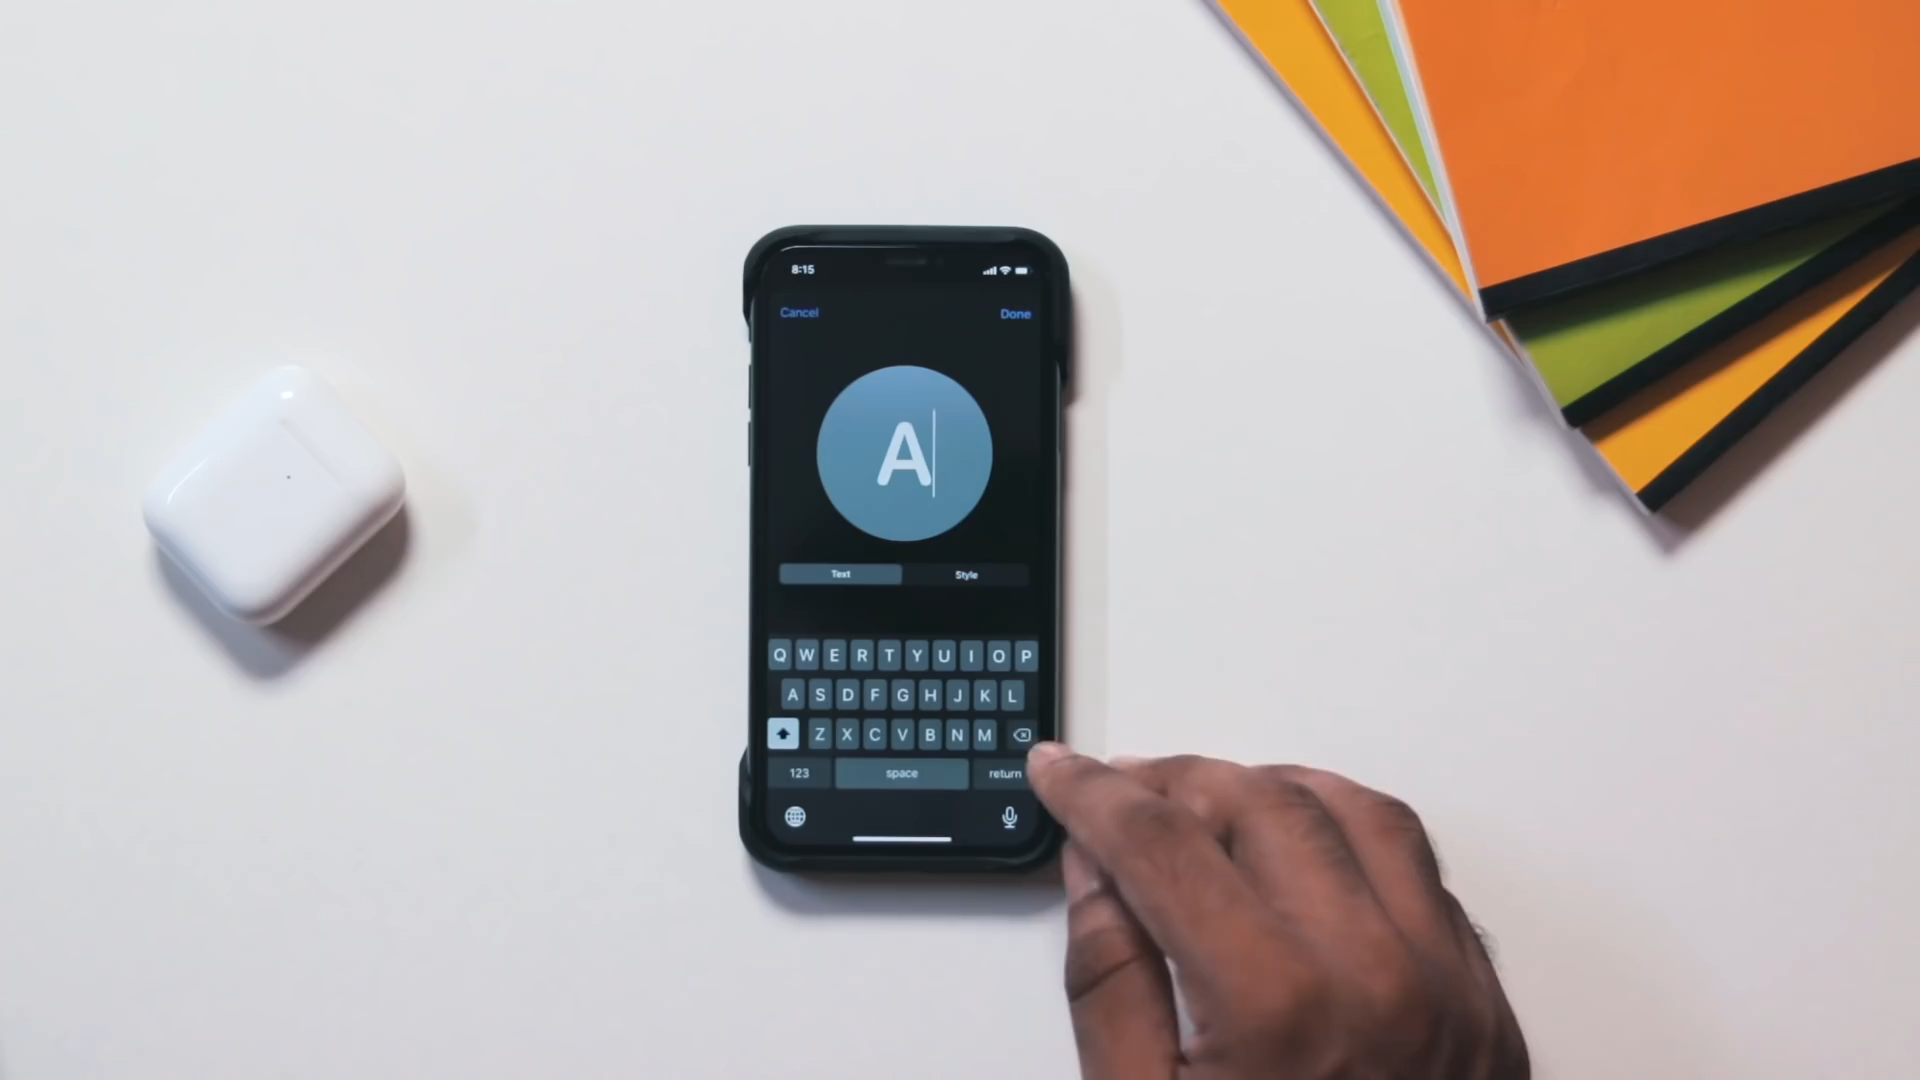 8:15
Cancel Done
A
Text Style
Q W E R T Y U I O P
A S D F G H J K L
Z X C V B N M
123 space return